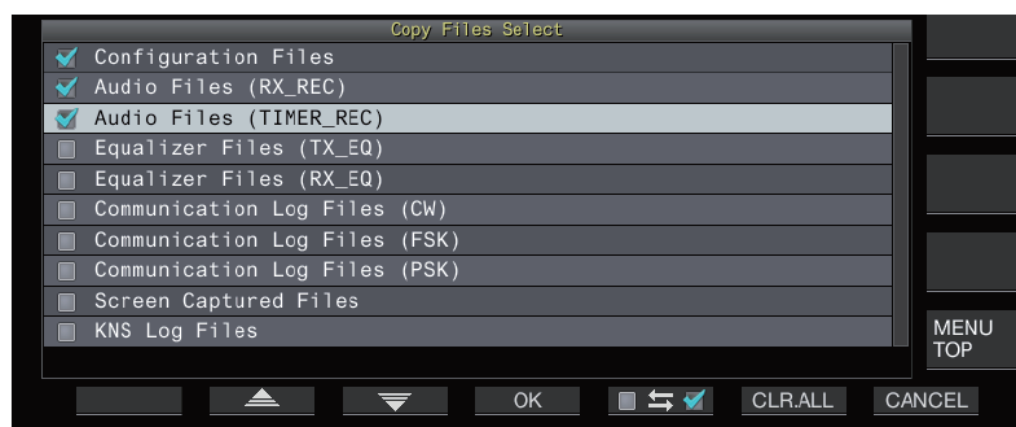 Copy Files Select
Configuration Files
Audio Files (RX_REC)
Audio Files (TIMER_REC)
Equalizer Files (TX_EQ)
Equalizer Files (RX_EQ)
Communication Log Files (CW)
Communication Log Files (FSK)
Communication Log Files (PSK)
Screen Captured Files
KNS Log Files
MENU
TOP
OK
CLR.ALL
CANCEL